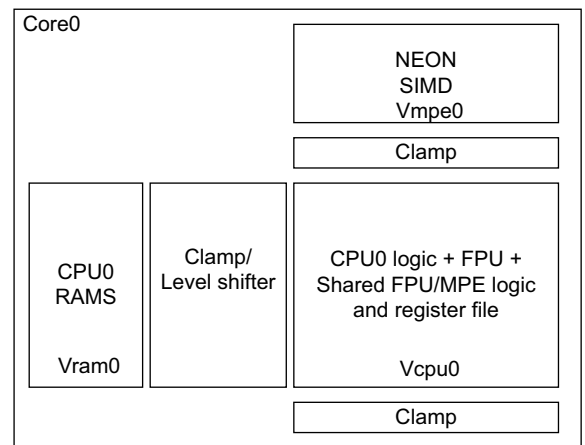 Core0
NEON
SIMD
Vmpe0
Clamp
CPU0
RAMS
Vram0
Clamp/
Level shifter
CPU0 logic + FPU +
Shared FPU/MPE logic
and register file
Vcpu0
Clamp